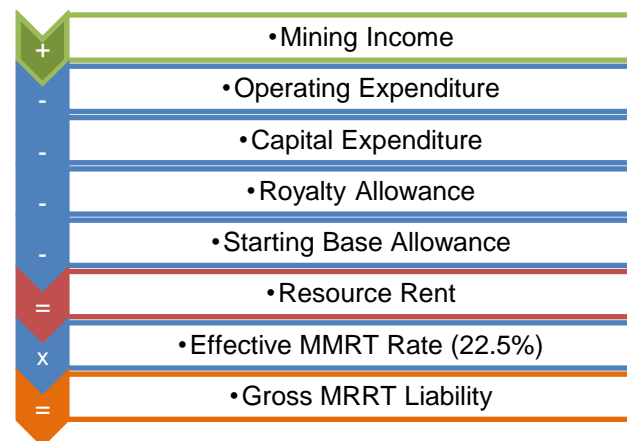 + •Mining Income
- •Operating Expenditure
- •Capital Expenditure
- •Royalty Allowance
- •Starting Base Allowance
= •Resource Rent
x •Effective MMRT Rate (22.5%)
= •Gross MRRT Liability